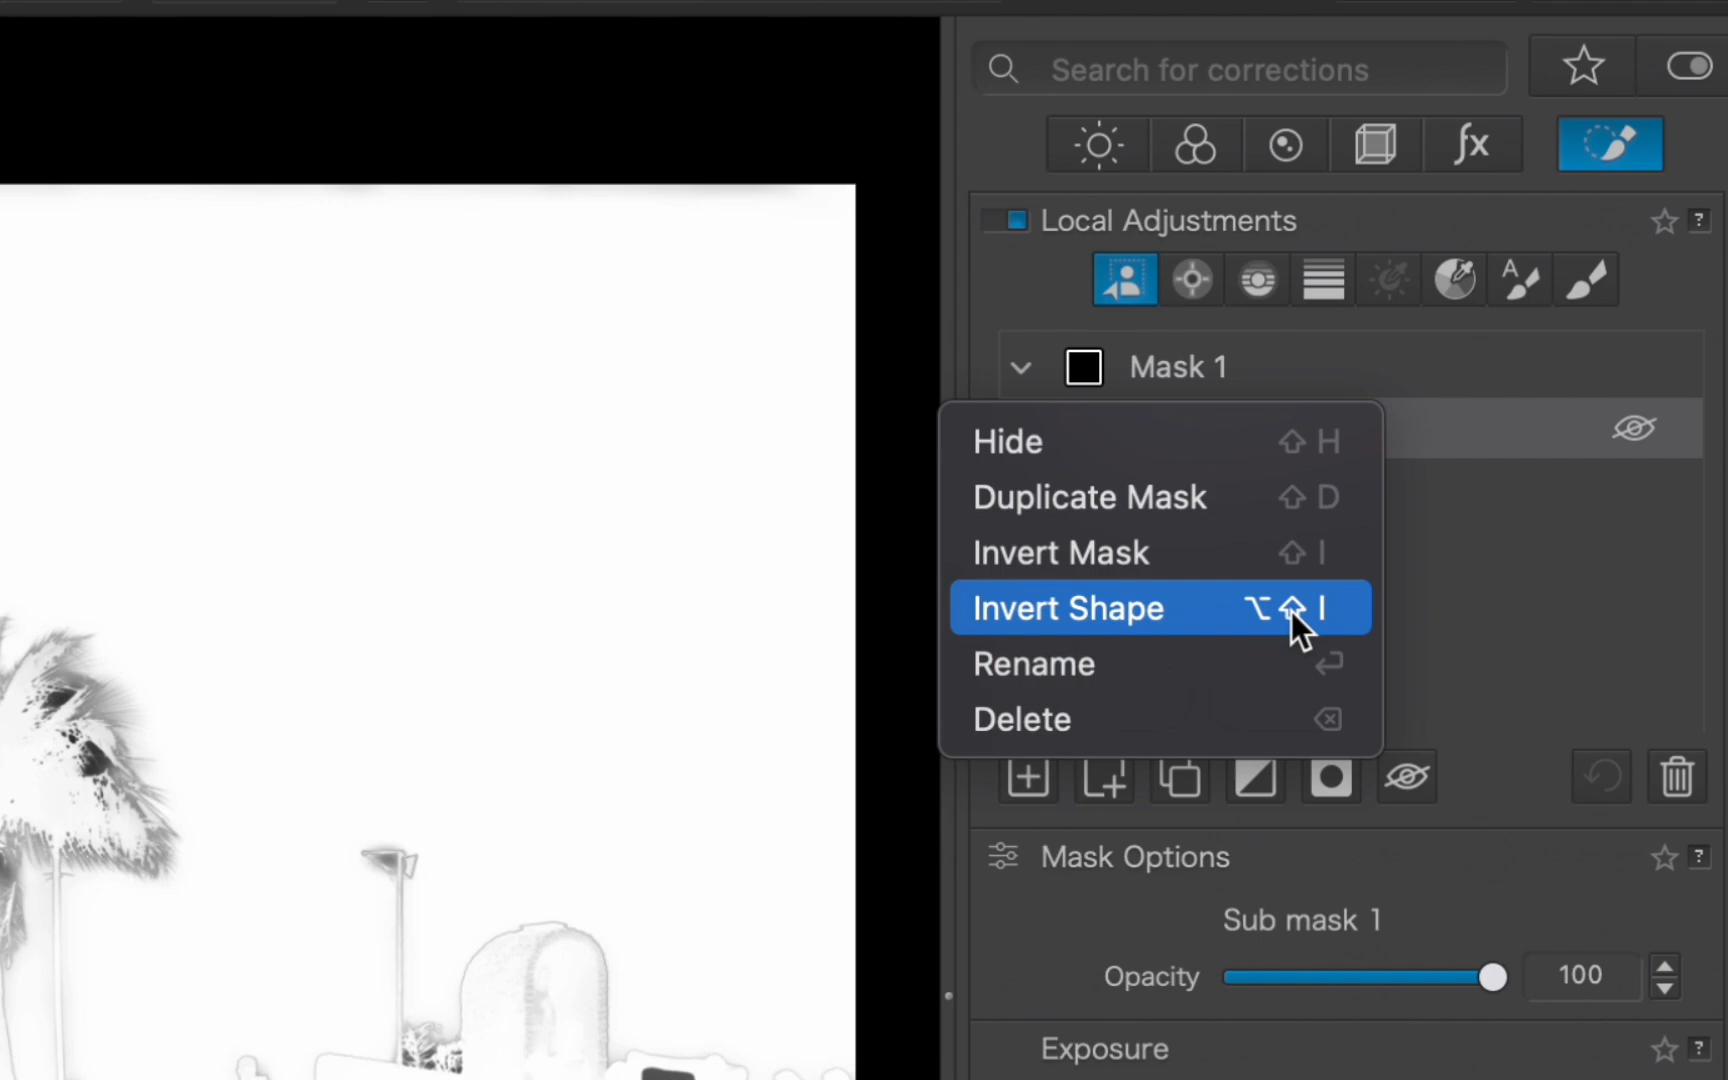 Search for corrections
fx
Local Adjustments
?
A
Mask 1
Hide ⇧ H
Duplicate Mask ⇧ D
Invert Mask ⇧ I
Invert Shape ⌥ ⇧ I
Rename
Delete
Mask Options
?
Sub mask 1
Opacity 100
Exposure
?